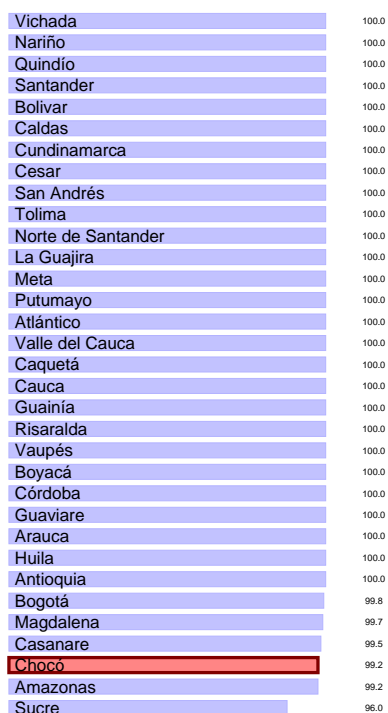 Vichada 100.0
Nariño 100.0
Quindío 100.0
Santander 100.0
Bolivar 100.0
Caldas 100.0
Cundinamarca 100.0
Cesar 100.0
San Andrés 100.0
Tolima 100.0
Norte de Santander 100.0
La Guajira 100.0
Meta 100.0
Putumayo 100.0
Atlántico 100.0
Valle del Cauca 100.0
Caquetá 100.0
Cauca 100.0
Guainía 100.0
Risaralda 100.0
Vaupés 100.0
Boyacá 100.0
Córdoba 100.0
Guaviare 100.0
Arauca 100.0
Huila 100.0
Antioquia 100.0
Bogotá 99.8
Magdalena 99.7
Casanare 99.5
Chocó 99.2
Amazonas 99.2
Sucre 96.0